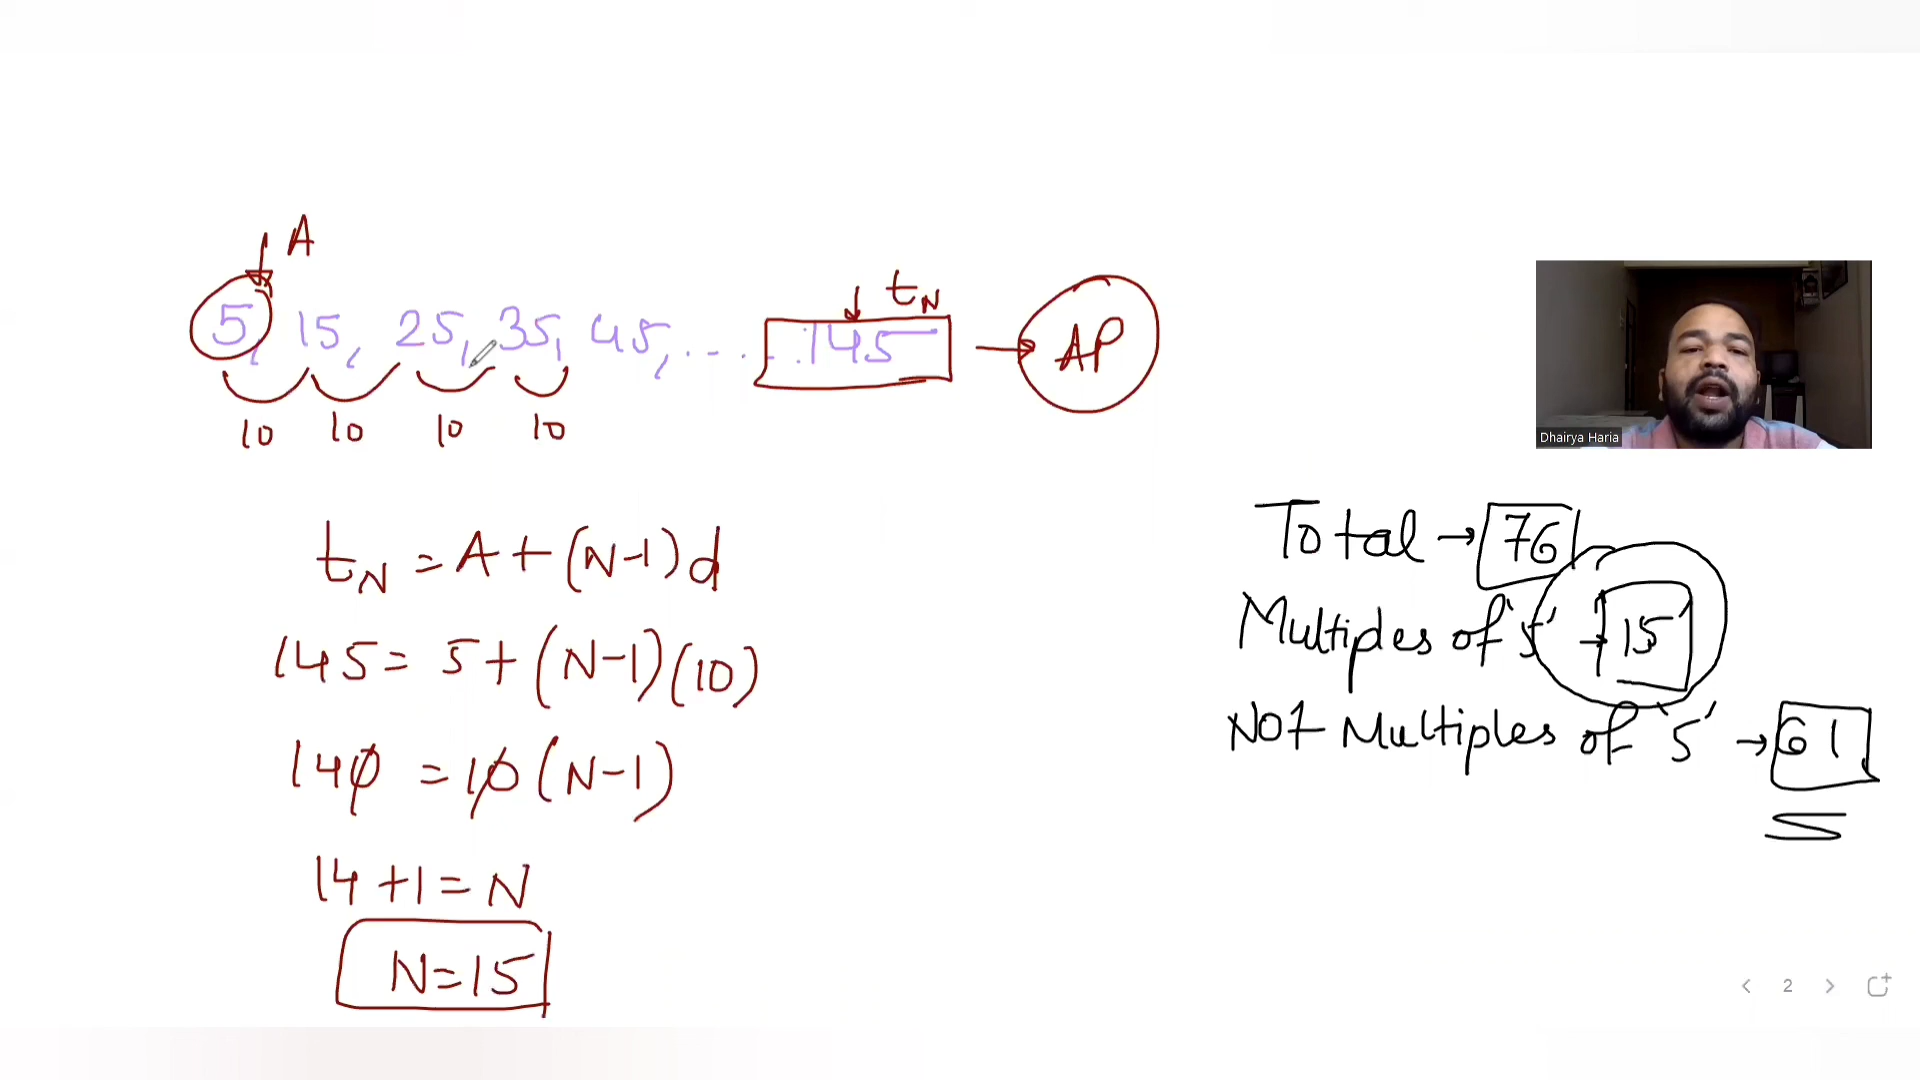 A
5, 15, 25, 35, 45, ...... 145 → AP
tN
10 10 10 10
tN = A + (N-1)d
145 = 5 + (N-1)(10)
140 = 10(N-1)
14 + 1 = N
N = 15
Dhairya Haria
Total → 76
Multiples of '5' → 15
NOt Multiples of '5' → 61
2